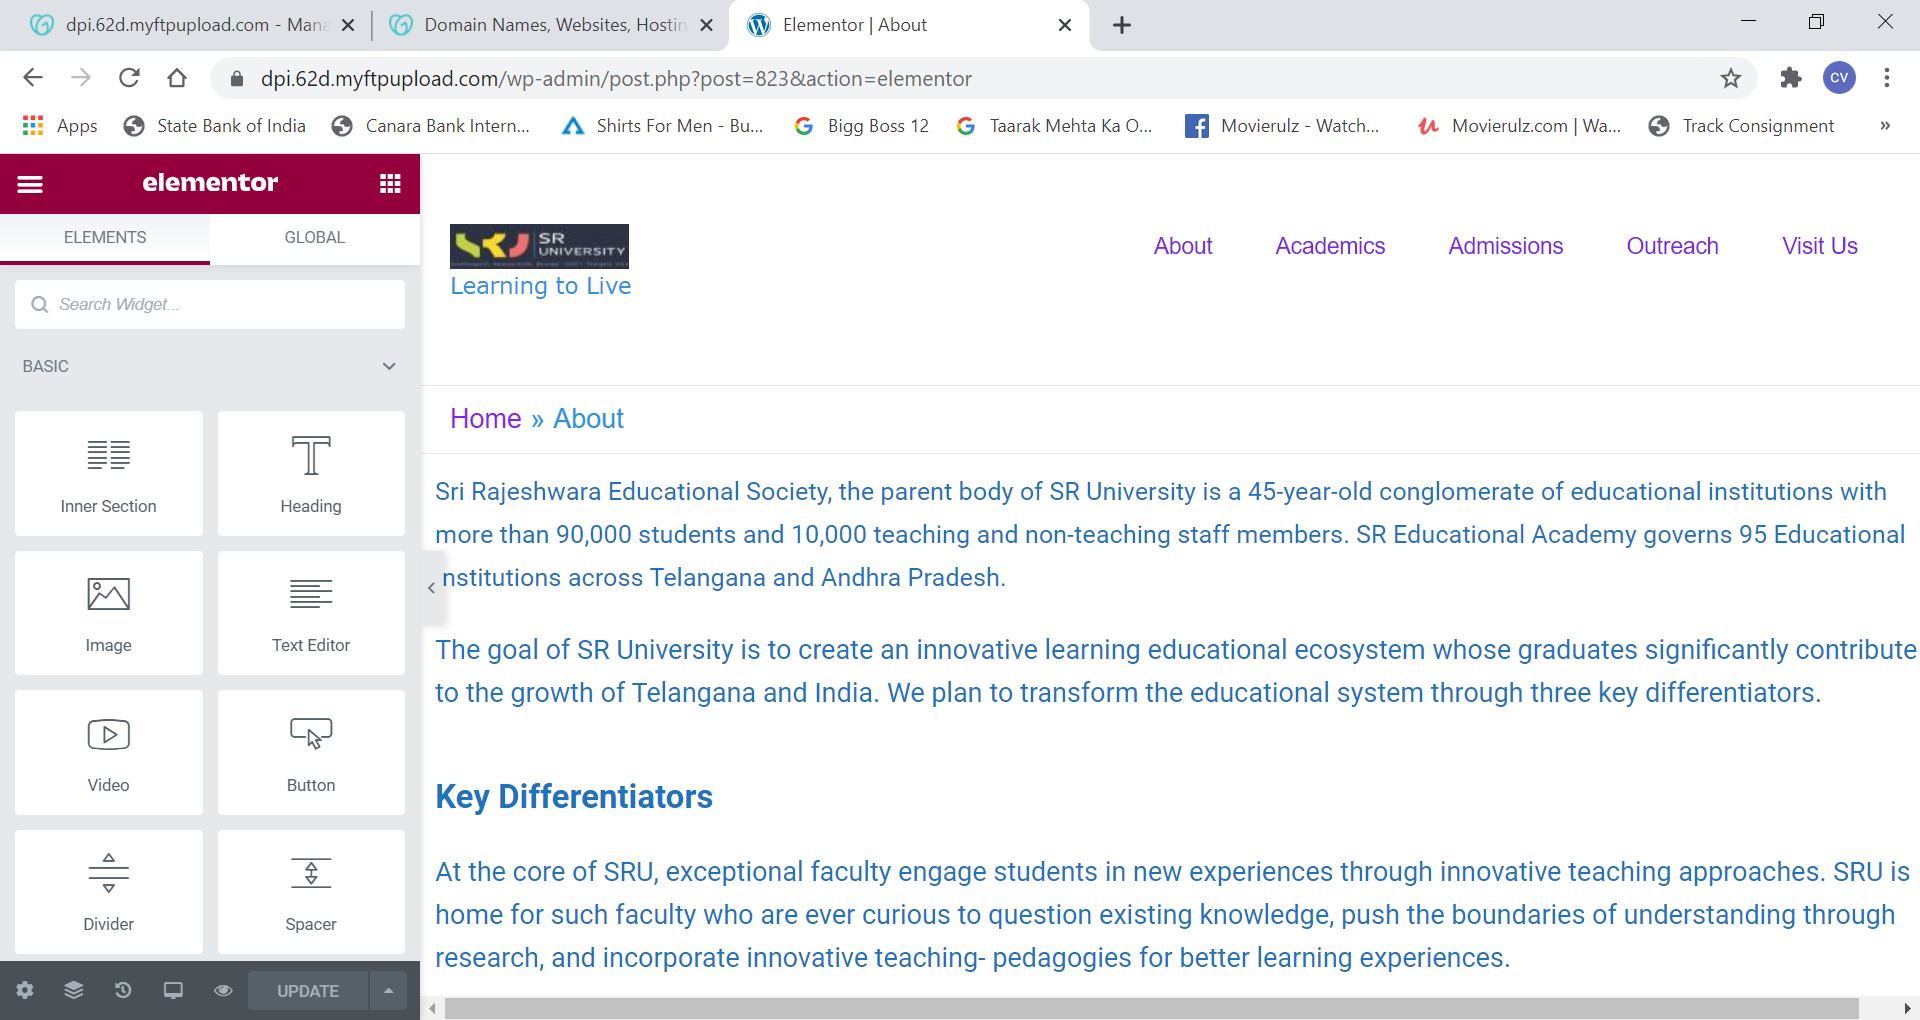 dpi.62d.myftpupload.com - Mana
Domain Names, Websites, Hostin
Elementor | About
dpi.62d.myftpupload.com/wp-admin/post.php?post=823&action=elementor
CV
Apps
State Bank of India
Canara Bank Intern...
Shirts For Men - Bu...
Bigg Boss 12
Taarak Mehta Ka O...
Movierulz - Watch...
Movierulz.com | Wa...
Track Consignment
»
elementor
ELEMENTS
GLOBAL
Search Widget...
BASIC
Inner Section
Heading
Image
Text Editor
Video
Button
Divider
Spacer
UPDATE
SR
UNIVERSITY
Learning to Live
About
Academics
Admissions
Outreach
Visit Us
Home » About
Sri Rajeshwara Educational Society, the parent body of SR University is a 45-year-old conglomerate of educational institutions with
more than 90,000 students and 10,000 teaching and non-teaching staff members. SR Educational Academy governs 95 Educational
nstitutions across Telangana and Andhra Pradesh.
The goal of SR University is to create an innovative learning educational ecosystem whose graduates significantly contribute
to the growth of Telangana and India. We plan to transform the educational system through three key differentiators.
Key Differentiators
At the core of SRU, exceptional faculty engage students in new experiences through innovative teaching approaches. SRU is
home for such faculty who are ever curious to question existing knowledge, push the boundaries of understanding through
research, and incorporate innovative teaching- pedagogies for better learning experiences.